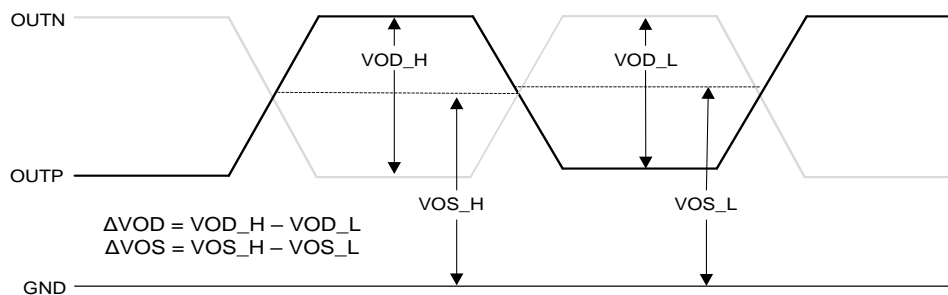 OUTN
VOD_H
VOD_L
OUTP
VOS_H
VOS_L
ΔVOD = VOD_H – VOD_L
ΔVOS = VOS_H – VOS_L
GND